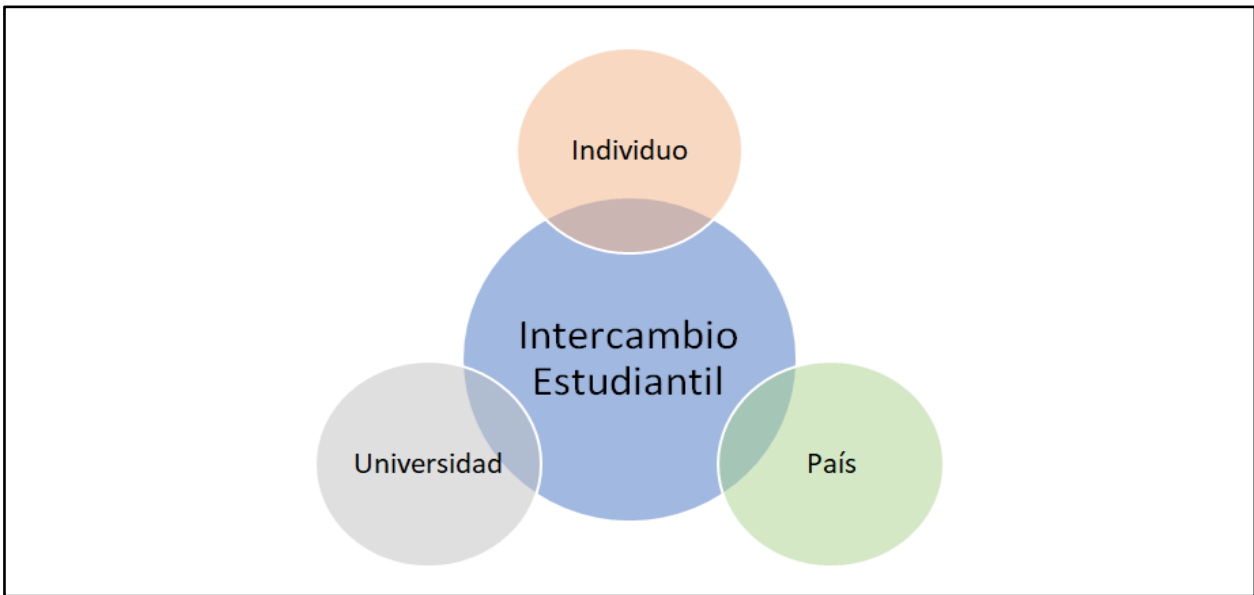 Individuo
Intercambio
Estudiantil
Universidad
País